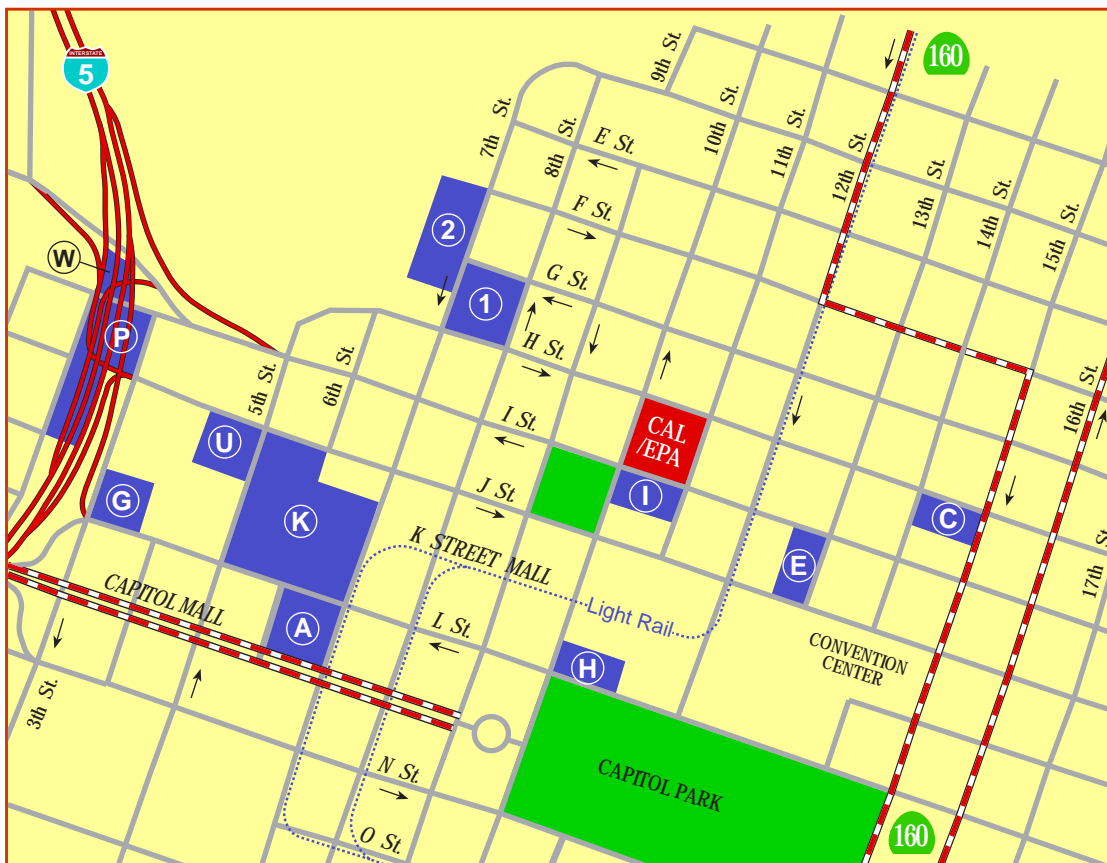 INTERSTATE
5
160
9th St.
7th St.
8th St.
10th St.
11th St.
12th St.
13th St.
14th St.
15th St.
E St.
F St.
G St.
H St.
2
1
W
P
5th St.
6th St.
I St.
J St.
CAL
/EPA
16th St.
U
G
K
I
C
E
17th St
K STREET MALL
Light Rail
CAPITOL MALL
A
L St.
H
CONVENTION
CENTER
3th St.
N St.
O St.
CAPITOL PARK
160